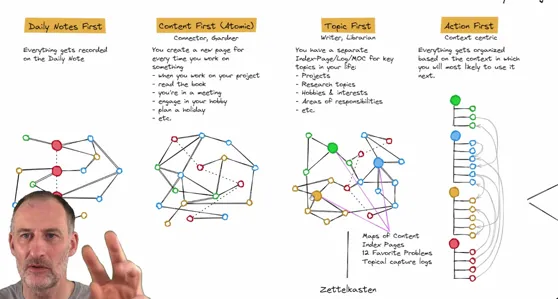 Daily Notes First
Everything gets recorded
on the Daily Note
Content First (Atomic)
Connector, Gardner
You create a new page for
every time you work on
something
- when you work on your project
- read the book
- you're in a meeting
- engage in your hobby
- plan a holiday
- etc.
Topic First
Writer, Librarian
You have a separate
Index-Page/Log/MOC for key
topics in your life:
- Projects
- Research topics
- Hobbies & interests
- Areas of responsibilities
- etc.
Maps of Content
Index Pages
12 Favorite Problems
Topical capture logs
Zettelkasten
Action First
Context centric
Everything gets organized
based on the context in which
you will most likely to use it
next.